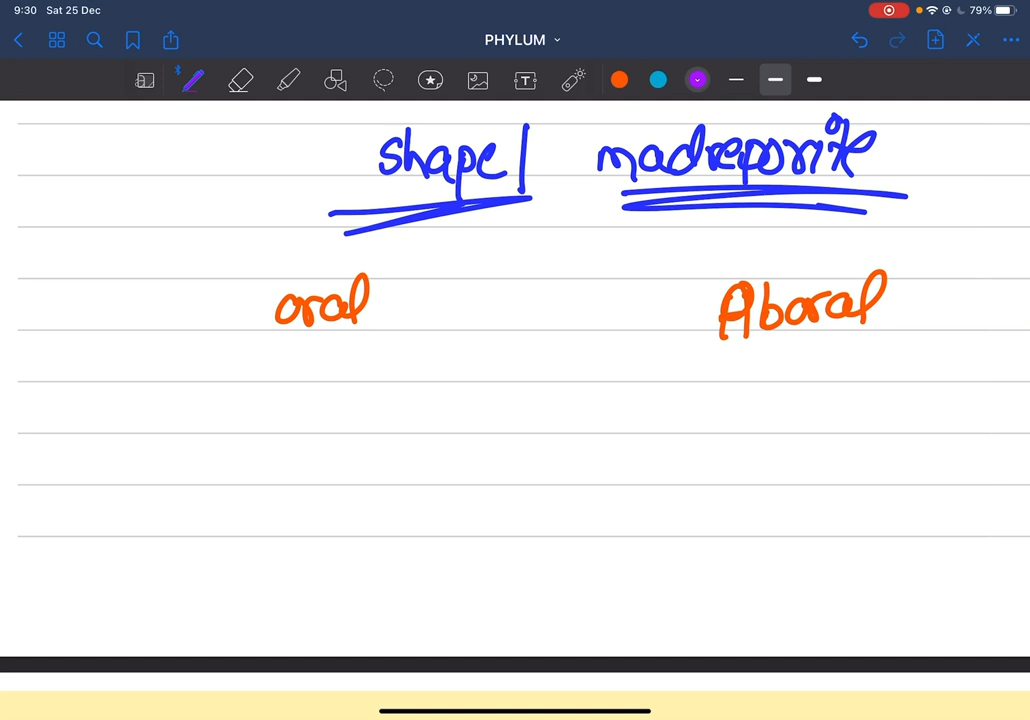 9:30 Sat 25 Dec 79%
PHYLUM
T
shape | madreporite
oral Aboral